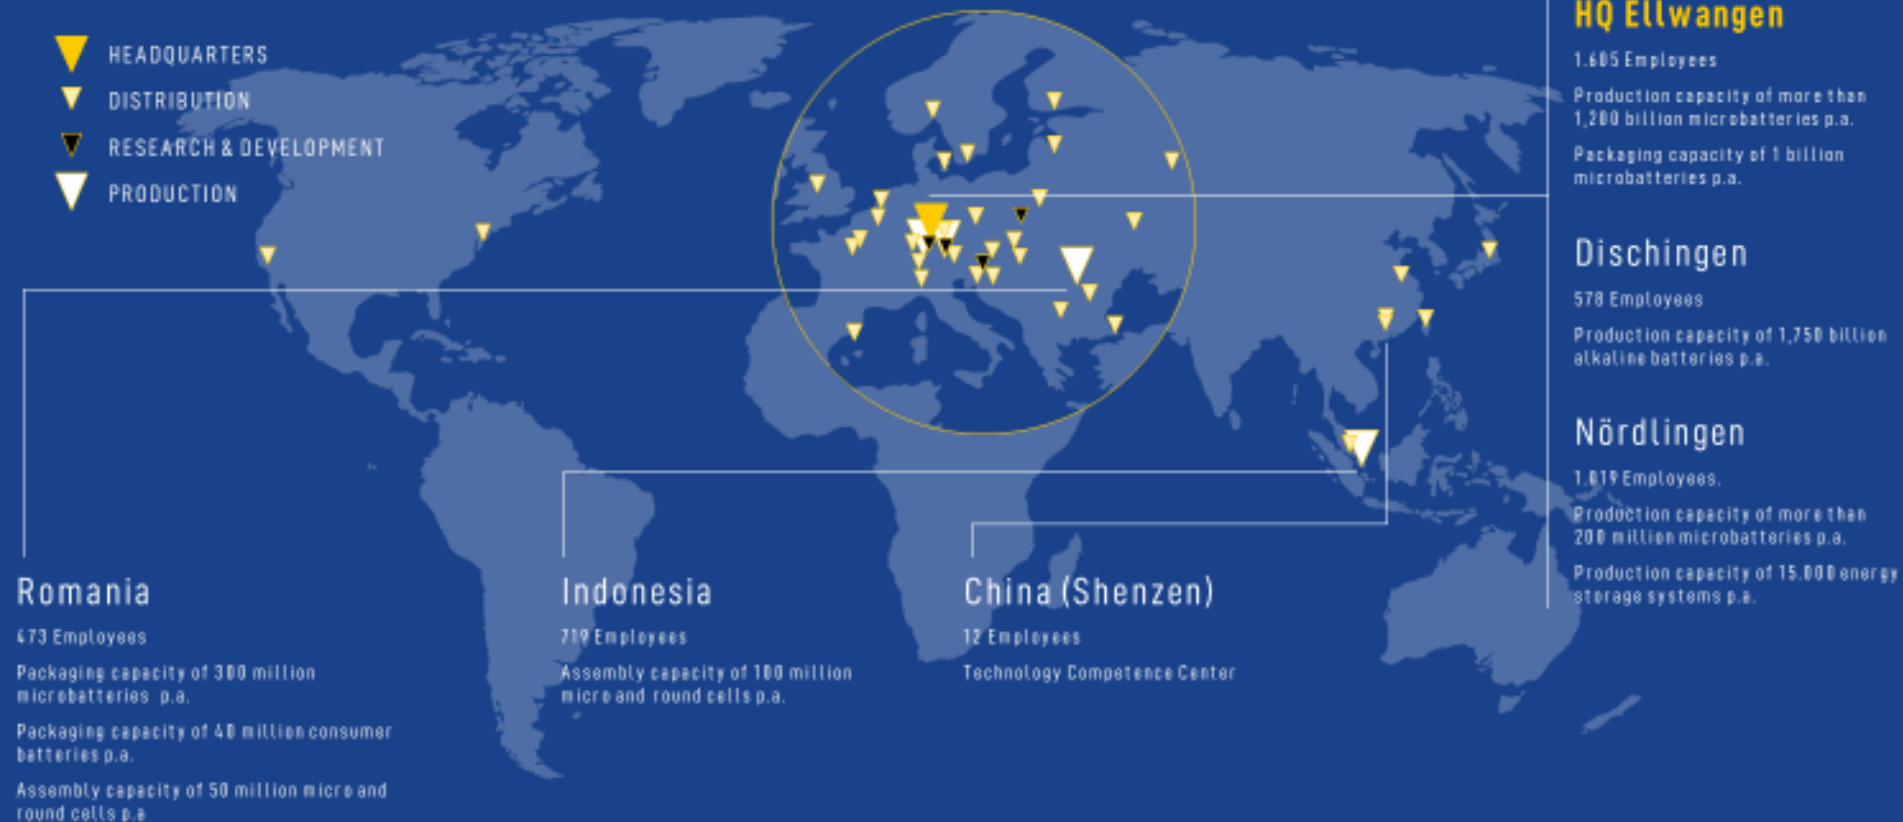 HEADQUARTERS
DISTRIBUTION
RESEARCH & DEVELOPMENT
PRODUCTION
HQ Ellwangen
1.605 Employees
Production capacity of more than
1,200 billion microbatteries p.a.
Packaging capacity of 1 billion
microbatteries p.a.
Dischingen
578 Employees
Production capacity of 1,750 billion
alkaline batteries p.a.
Nördlingen
1.019 Employees.
Production capacity of more than
200 million microbatteries p.a.
Production capacity of 15.000 energy
storage systems p.a.
Romania
473 Employees
Packaging capacity of 300 million
microbatteries p.a.
Packaging capacity of 40 million consumer
batteries p.a.
Assembly capacity of 50 million micro and
round cells p.a
Indonesia
719 Employees
Assembly capacity of 100 million
micro and round cells p.a.
China (Shenzen)
12 Employees
Technology Competence Center